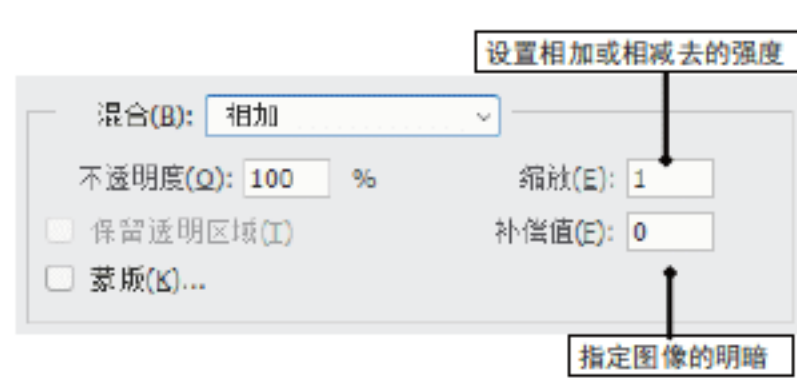 设置相加或相减去的强度
混合(B): 相加
不透明度(O): 100 %
缩放(E): 1
保留透明区域(T)
补偿值(F): 0
蒙版(K)...
指定图像的明暗